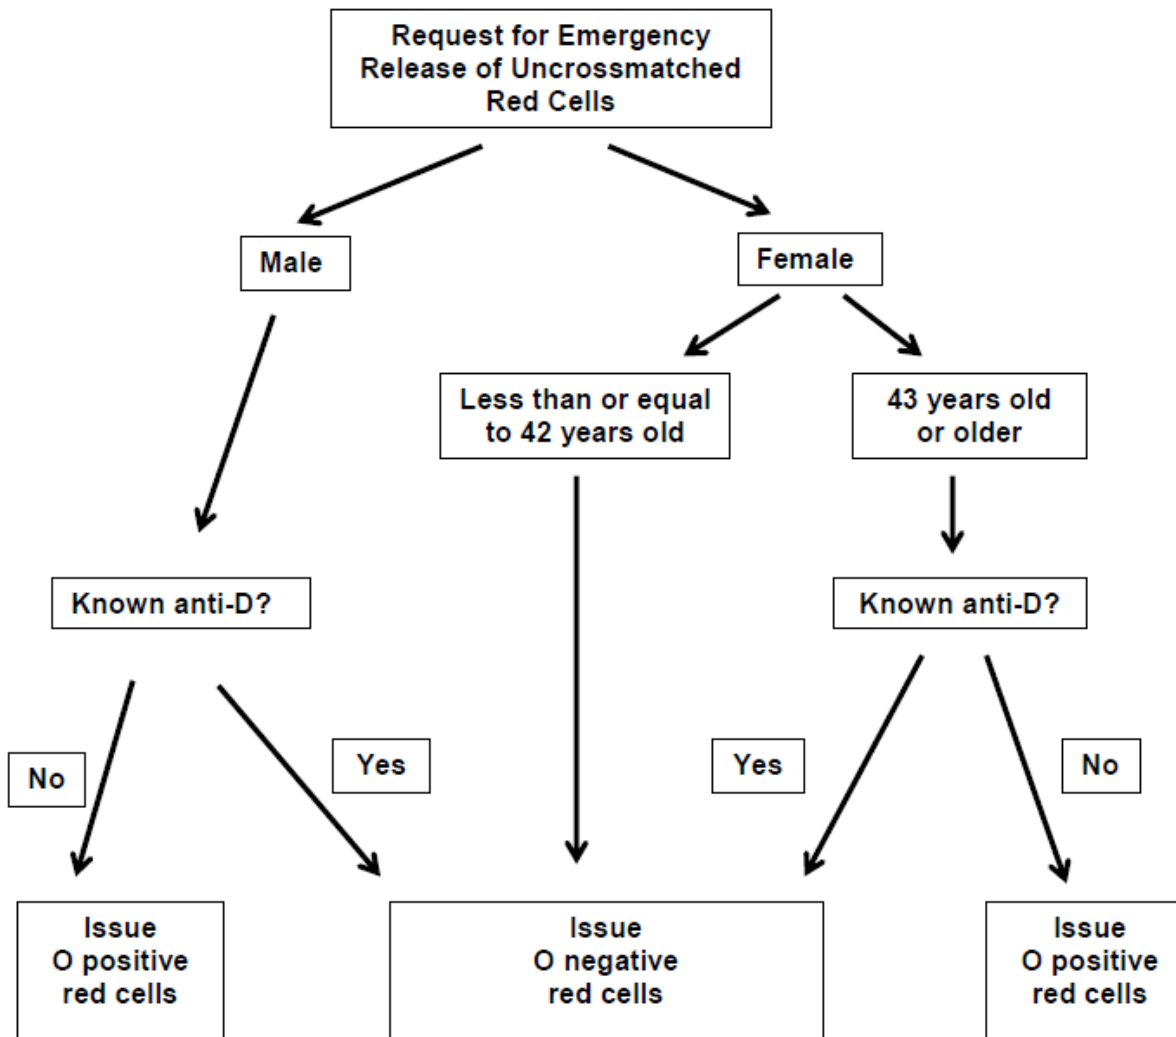 Request for Emergency
Release of Uncrossmatched
Red Cells
Male
Female
Less than or equal
to 42 years old
43 years old
or older
Known anti-D?
Known anti-D?
No
Yes
Yes
No
Issue
O positive
red cells
Issue
O negative
red cells
Issue
O positive
red cells